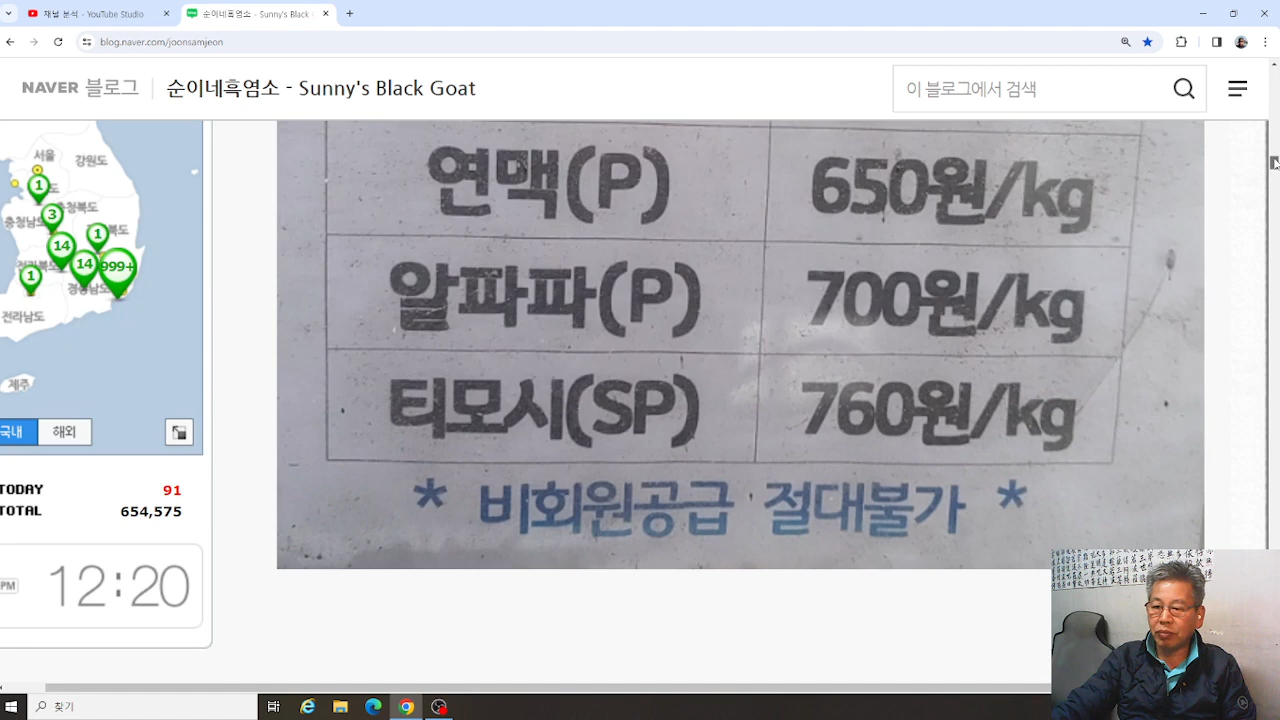 채널 분석 - YouTube Studio
순이네흑염소 - Sunny's Black
blog.naver.com/joonsamjeon
NAVER 블로그
순이네흑염소 - Sunny's Black Goat
이 블로그에서 검색
서울
강원도
1
충청북도
충청남도
3
1
14
전라북도
14
999+
1
경상남도
전라남도
제주
국내
해외
TODAY 91
TOTAL 654,575
PM 12:20
연맥(P) 650원/kg
알파파(P) 700원/kg
티모시(SP) 760원/kg
* 비회원공급 절대불가 *
찾기